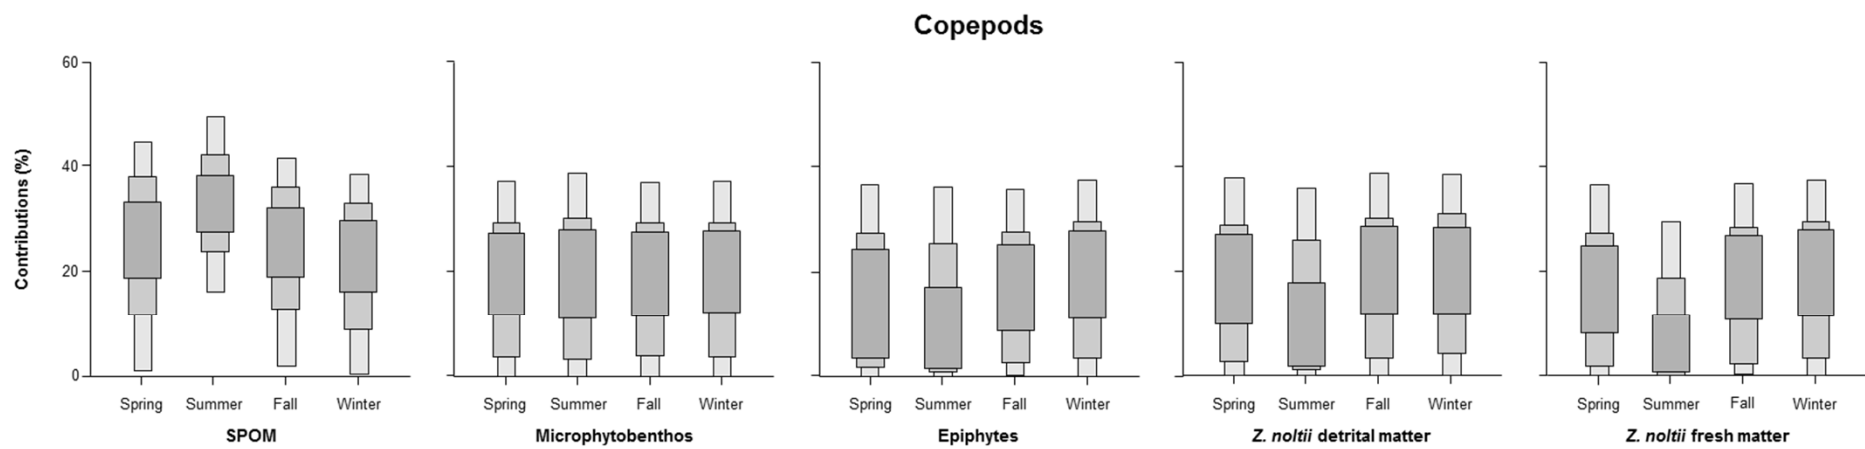 Copepods
Contributions (%)
60
40
20
0
Spring Summer Fall Winter
SPOM
Spring Summer Fall Winter
Microphytobenthos
Spring Summer Fall Winter
Epiphytes
Spring Summer Fall Winter
Z. noltii detrital matter
Spring Summer Fall Winter
Z. noltii fresh matter